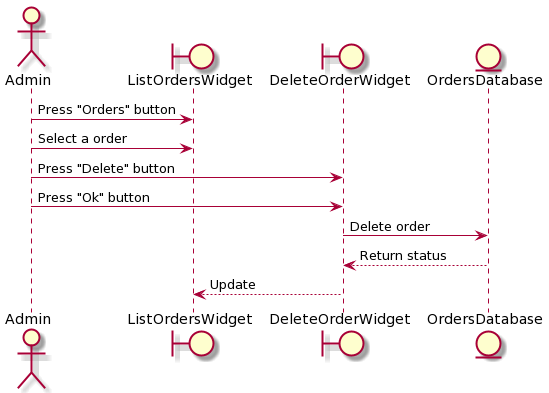 Admin
ListOrdersWidget
DeleteOrderWidget
OrdersDatabase
Press "Orders" button
Select a order
Press "Delete" button
Press "Ok" button
Delete order
Return status
Update
Admin
ListOrdersWidget
DeleteOrderWidget
OrdersDatabase